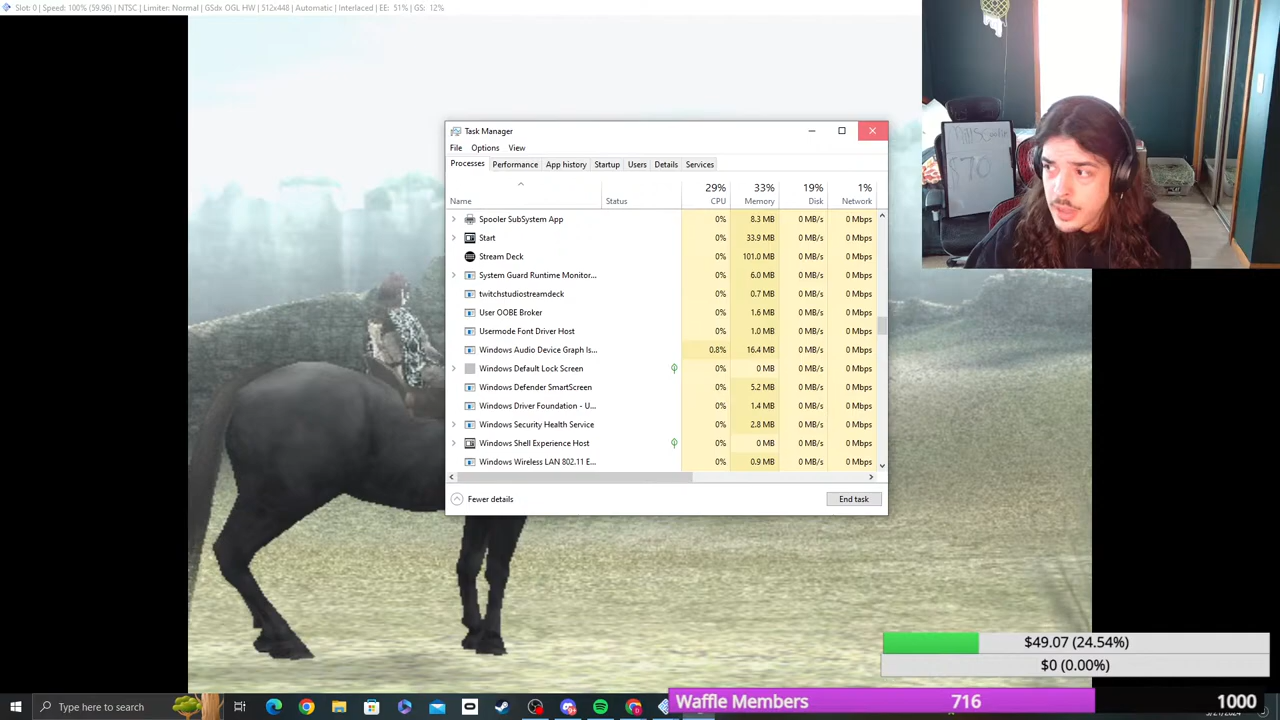 Slot: 0 | Speed: 100% (59.96) | NTSC | Limiter: Normal | GSdx OGL HW | 512x448 | Automatic | Interlaced | EE: 51% | GS: 12%
Task Manager
File Options View
Processes Performance App history Startup Users Details Services
29% 33% 19% 1%
Name Status CPU Memory Disk Network
Spooler SubSystem App 0% 8.3 MB 0 MB/s 0 Mbps
Start 0% 33.9 MB 0 MB/s 0 Mbps
Stream Deck 0% 101.0 MB 0 MB/s 0 Mbps
System Guard Runtime Monitor... 0% 6.0 MB 0 MB/s 0 Mbps
twitchstudiostreamdeck 0% 0.7 MB 0 MB/s 0 Mbps
User OOBE Broker 0% 1.6 MB 0 MB/s 0 Mbps
Usermode Font Driver Host 0% 1.0 MB 0 MB/s 0 Mbps
Windows Audio Device Graph Is... 0.8% 16.4 MB 0 MB/s 0 Mbps
Windows Default Lock Screen 0% 0 MB 0 MB/s 0 Mbps
Windows Defender SmartScreen 0% 5.2 MB 0 MB/s 0 Mbps
Windows Driver Foundation - U... 0% 1.4 MB 0 MB/s 0 Mbps
Windows Security Health Service 0% 2.8 MB 0 MB/s 0 Mbps
Windows Shell Experience Host 0% 0 MB 0 MB/s 0 Mbps
Windows Wireless LAN 802.11 E... 0% 0.9 MB 0 MB/s 0 Mbps
Fewer details End task
$70
$49.07 (24.54%)
$0 (0.00%)
Waffle Members 716 1000
Type here to search